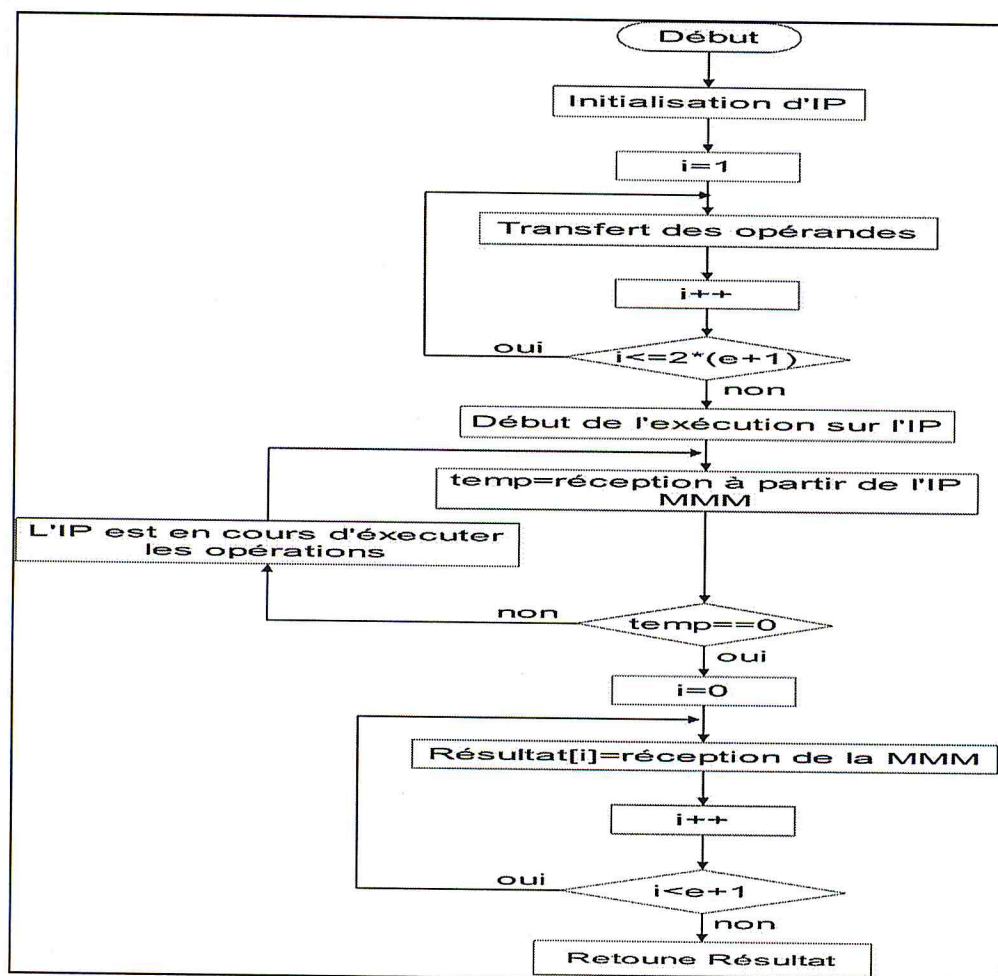 Début
Initialisation d'IP
i=1
Transfert des opérandes
i++
oui
i<=2*(e+1)
non
Début de l'exécution sur l'IP
temp=réception à partir de l'IP
MMM
L'IP est en cours d'éxecuter
les opérations
non
temp==0
oui
i=0
Résultat[i]=réception de la MMM
i++
oui
i<e+1
non
Retoune Résultat